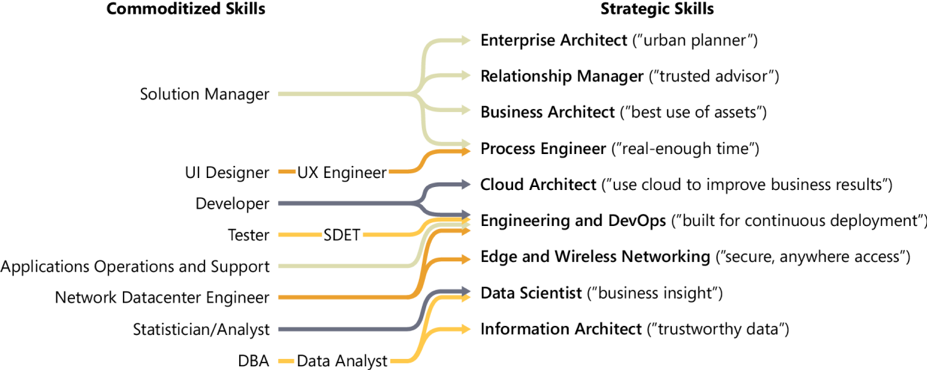 Commoditized Skills
Strategic Skills
Enterprise Architect ("urban planner")
Relationship Manager ("trusted advisor")
Solution Manager
Business Architect ("best use of assets")
Process Engineer ("real-enough time")
UI Designer UX Engineer
Cloud Architect ("use cloud to improve business results")
Developer
Engineering and DevOps ("built for continuous deployment")
Tester SDET
Edge and Wireless Networking ("secure, anywhere access")
Applications Operations and Support
Data Scientist ("business insight")
Network Datacenter Engineer
Information Architect ("trustworthy data")
Statistician/Analyst
DBA Data Analyst